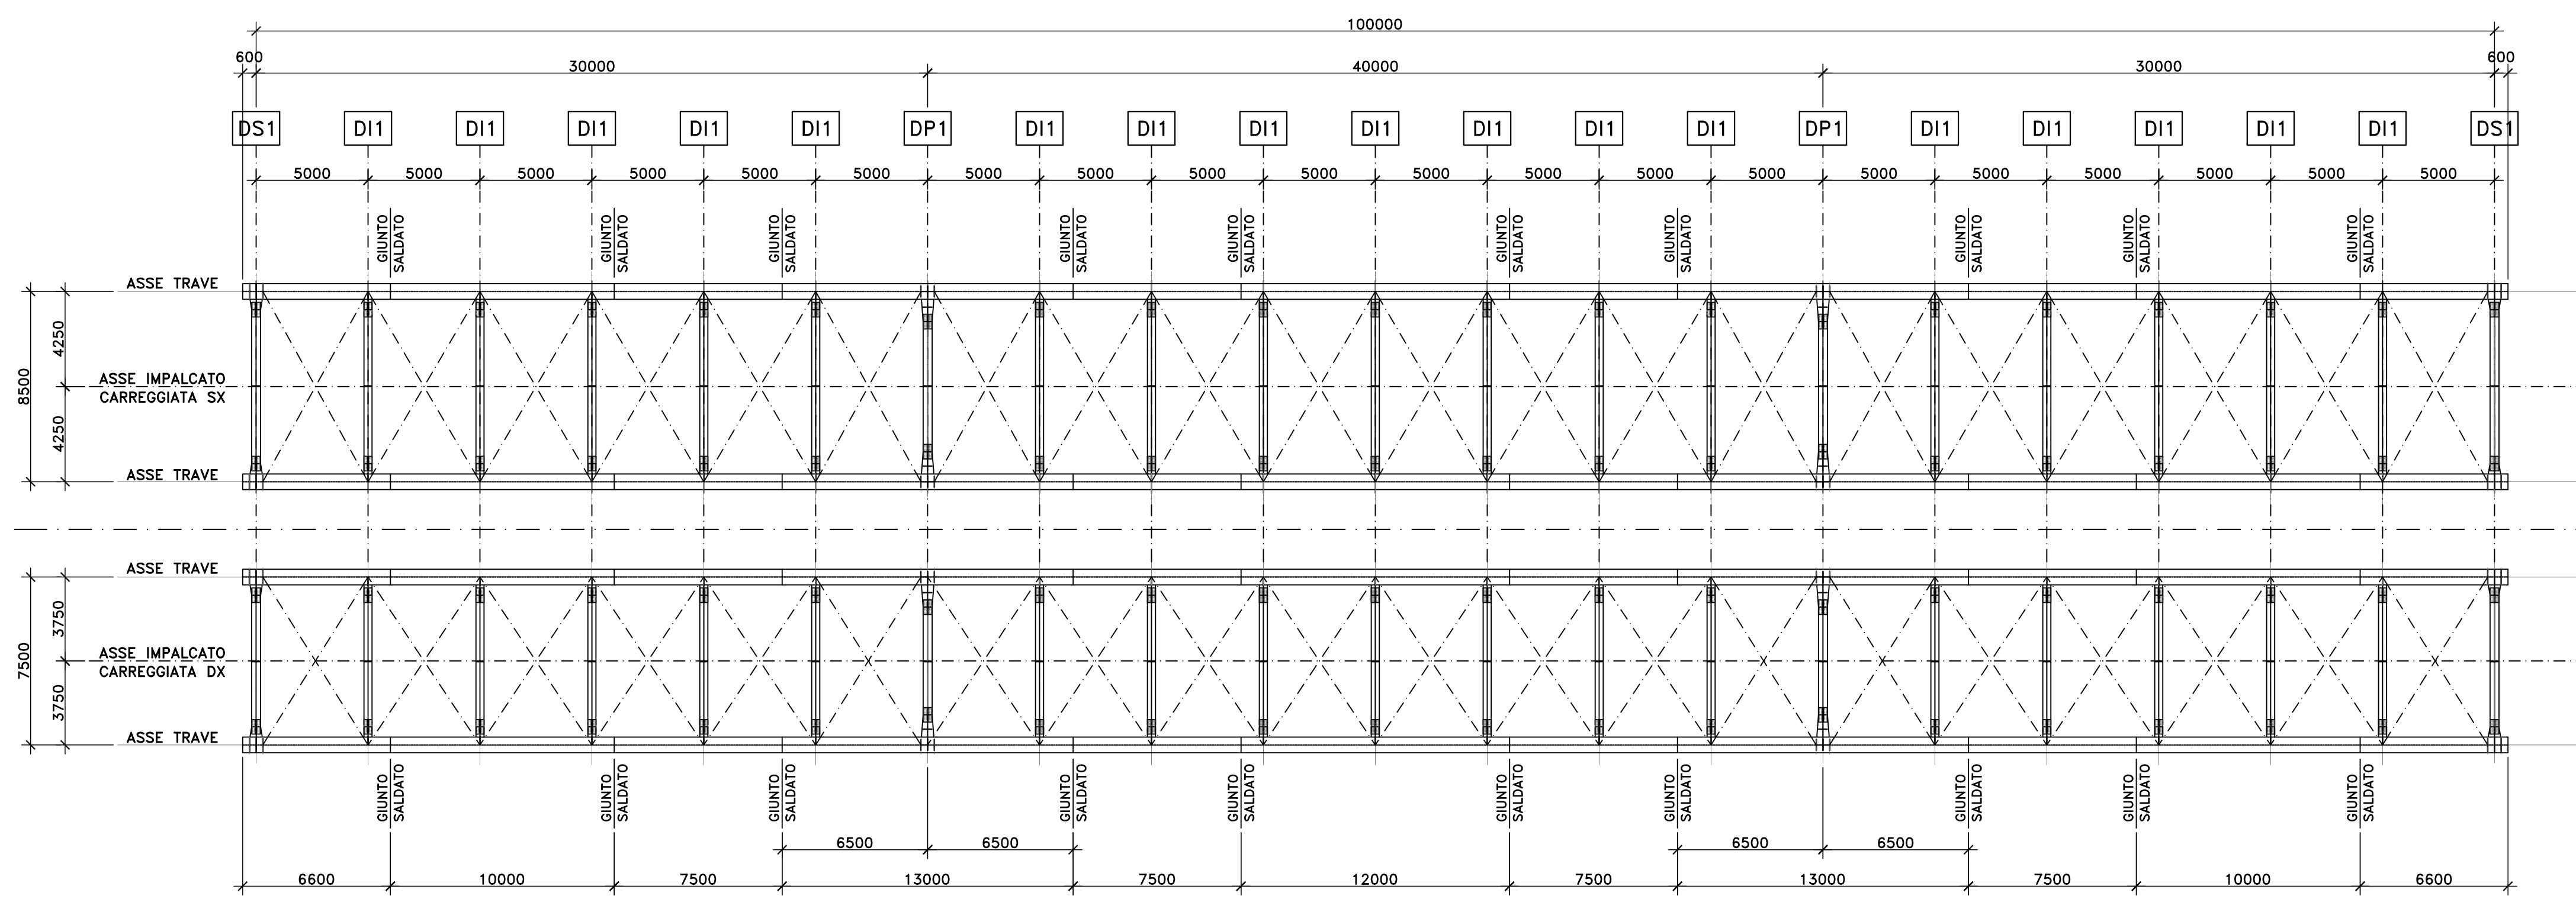 100000
600 30000 40000 30000 600
DS1 DI1 DI1 DI1 DI1 DI1 DP1 DI1 DI1 DI1 DI1 DI1 DI1 DI1 DP1 DI1 DI1 DI1 DI1 DI1 DS1
5000 5000 5000 5000 5000 5000 5000 5000 5000 5000 5000 5000 5000 5000 5000 5000 5000 5000 5000 5000
GIUNTO
SALDATO
GIUNTO
SALDATO
GIUNTO
SALDATO
GIUNTO
SALDATO
GIUNTO
SALDATO
GIUNTO
SALDATO
GIUNTO
SALDATO
GIUNTO
SALDATO
GIUNTO
SALDATO
GIUNTO
SALDATO
ASSE TRAVE
4250
8500
ASSE IMPALCATO
CARREGGIATA SX
4250
ASSE TRAVE
ASSE TRAVE
3750
7500
ASSE IMPALCATO
CARREGGIATA DX
3750
ASSE TRAVE
GIUNTO
SALDATO
GIUNTO
SALDATO
GIUNTO
SALDATO
GIUNTO
SALDATO
GIUNTO
SALDATO
GIUNTO
SALDATO
GIUNTO
SALDATO
GIUNTO
SALDATO
GIUNTO
SALDATO
GIUNTO
SALDATO
6500 6500 6500 6500
6600 10000 7500 13000 7500 12000 7500 13000 7500 10000 6600